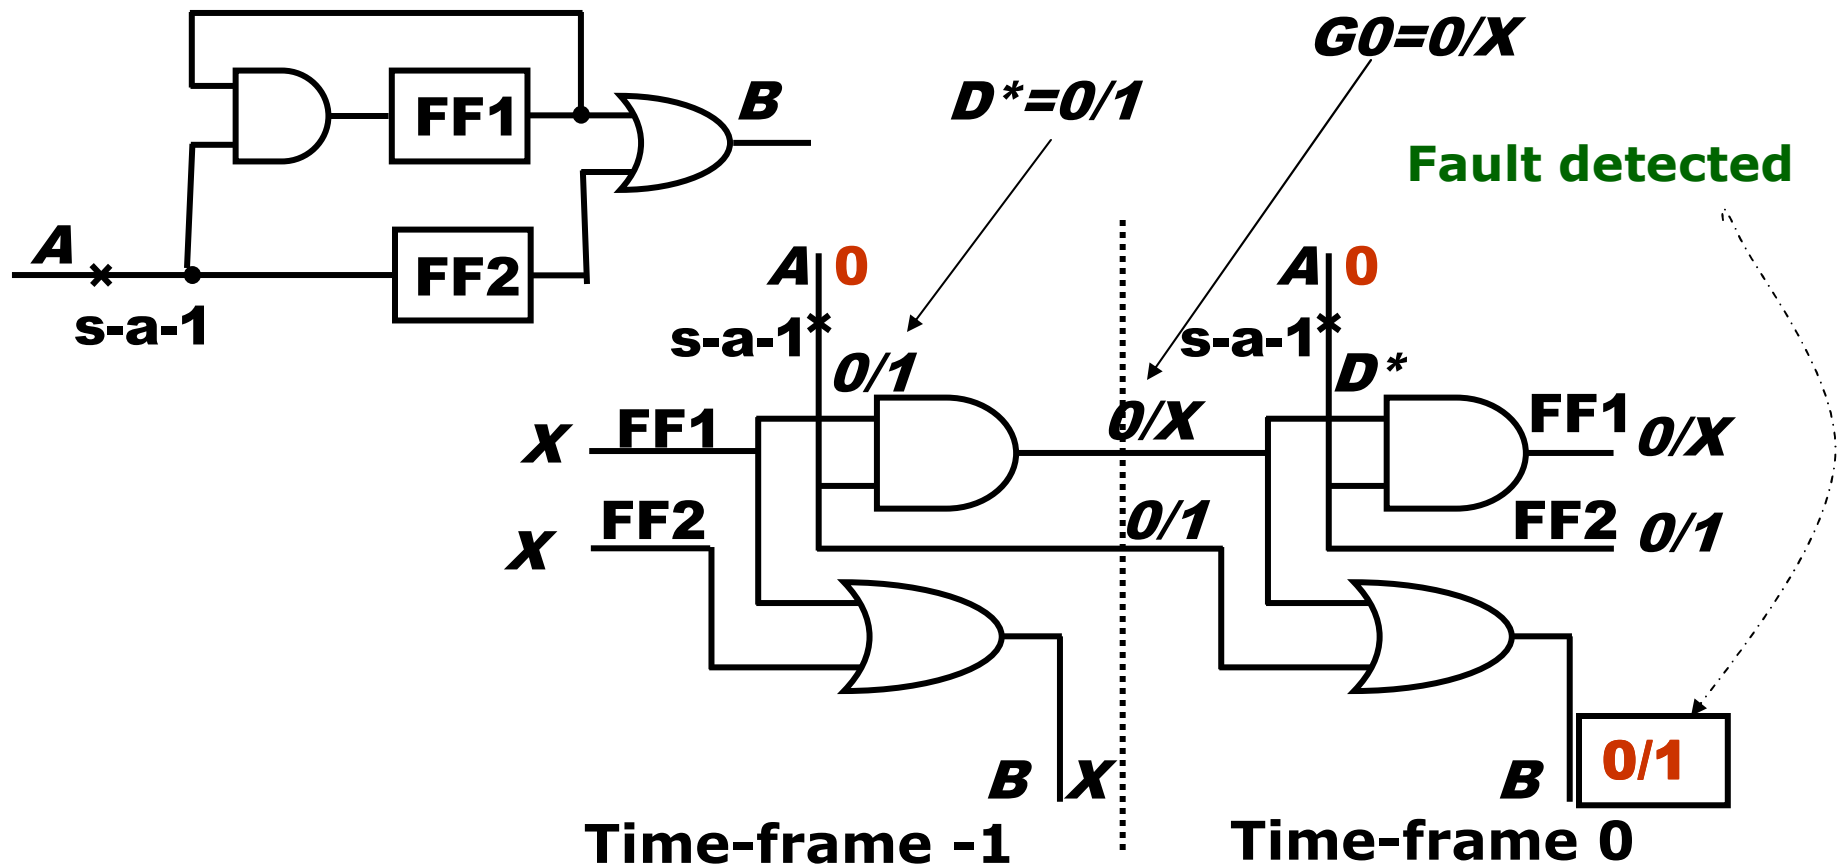 G0=0/X
B
D*=0/1
FF1
Fault detected
A
FF2
s-a-1
A 0
s-a-1
0/1
A 0
s-a-1
D*
X
FF1
0/X
FF1
0/X
X
FF2
0/1
FF2
0/1
B
X
B
0/1
Time-frame -1
Time-frame 0